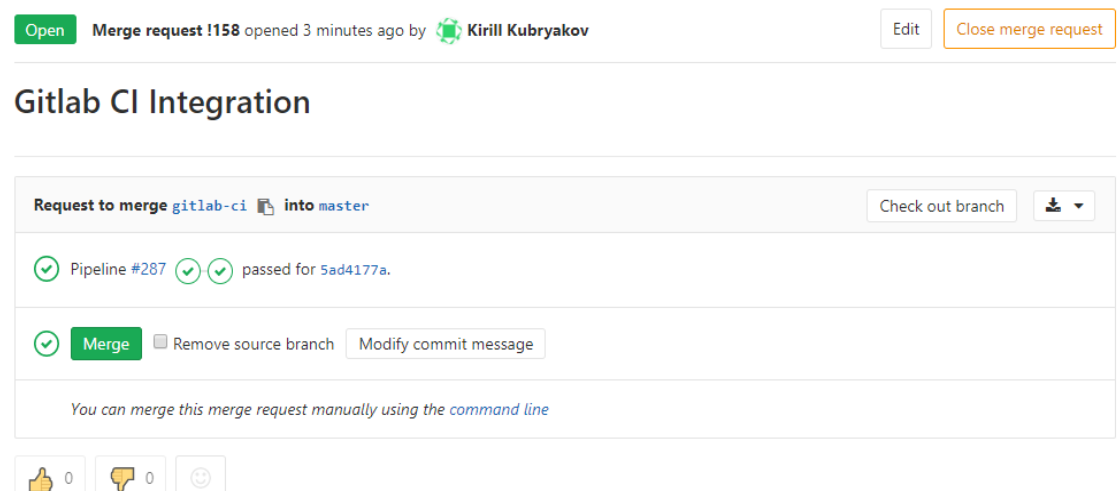 Open Merge request !158 opened 3 minutes ago by Kirill Kubryakov Edit Close merge request
Gitlab CI Integration
Request to merge gitlab-ci into master Check out branch
Pipeline #287 passed for 5ad4177a.
Merge Remove source branch Modify commit message
You can merge this merge request manually using the command line
0 0